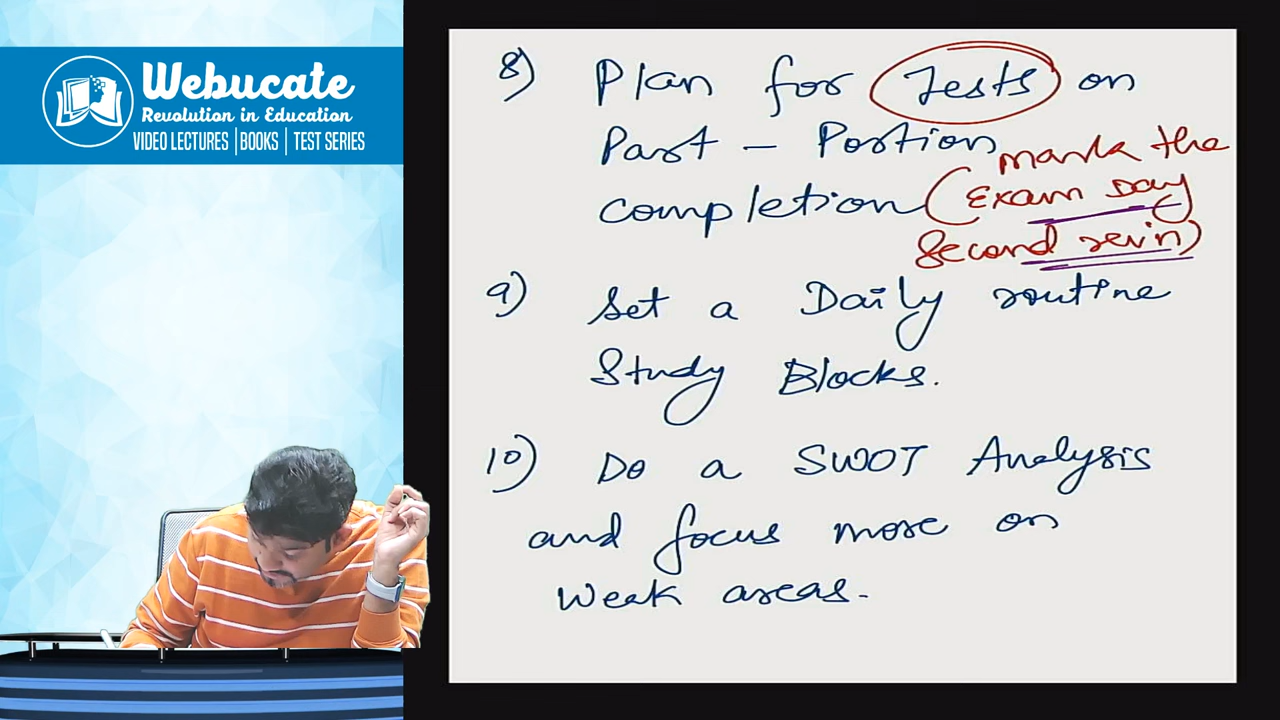 Webucate
Revolution in Education
VIDEO LECTURES | BOOKS | TEST SERIES
8) Plan for Tests on
Part - Portion
mark the
completion (Exam Day
Second rev'n)
9) Set a Daily routine
Study Blocks.
10) Do a SWOT Analysis
and focus more on
Weak areas.